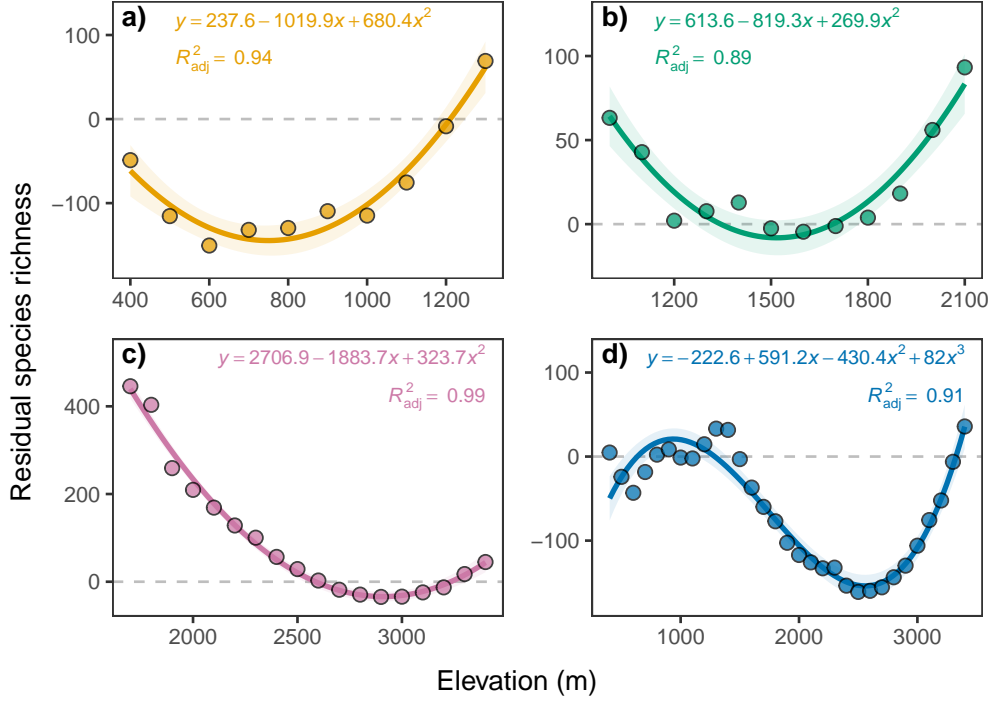 Residual species richness
a)
y = 237.6 − 1019.9x + 680.4x²
R²adj = 0.94
100
0
−100
400 600 800 1000 1200
b)
y = 613.6 − 819.3x + 269.9x²
R²adj = 0.89
100
50
0
1200 1500 1800 2100
c)
y = 2706.9 − 1883.7x + 323.7x²
R²adj = 0.99
400
200
0
2000 2500 3000
d)
y = −222.6 + 591.2x − 430.4x² + 82x³
R²adj = 0.91
100
0
−100
1000 2000 3000
Elevation (m)